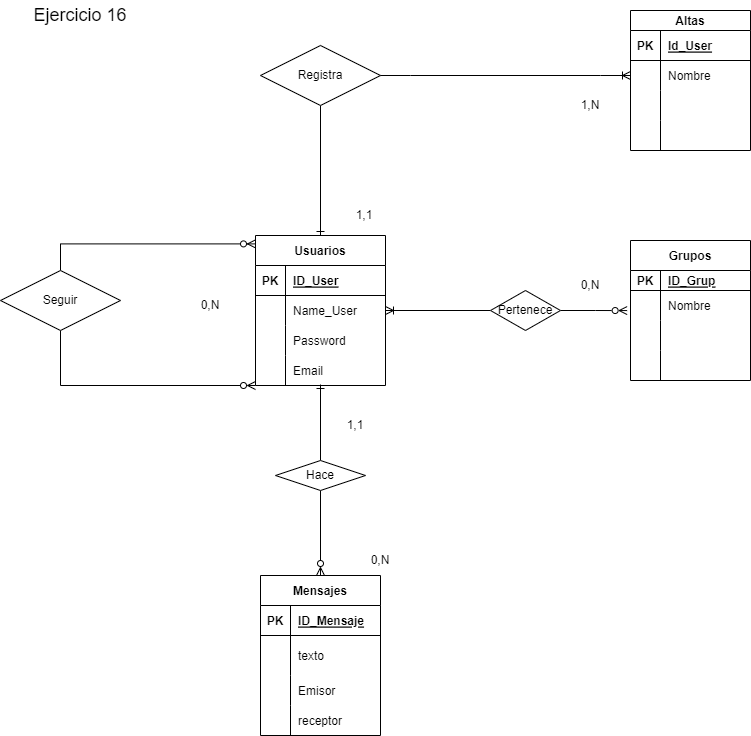 Ejercicio 16
Altas
PK Id_User
Nombre
Registra
1,N
1,1
Usuarios
PK ID_User
Name_User
Password
Email
Seguir
0,N
Pertenece
0,N
Grupos
PK ID_Grup
Nombre
1,1
Hace
0,N
Mensajes
PK ID_Mensaje
texto
Emisor
receptor